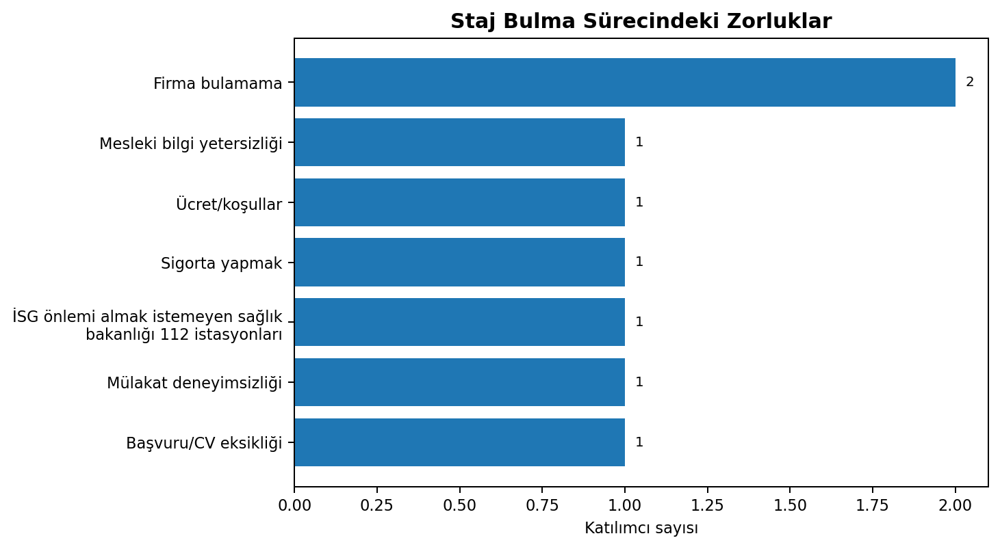 Staj Bulma Sürecindeki Zorluklar
Firma bulamama
2
Mesleki bilgi yetersizliği
1
Ücret/koşullar
1
Sigorta yapmak
1
İSG önlemi almak istemeyen sağlık
bakanlığı 112 istasyonları
1
Mülakat deneyimsizliği
1
Başvuru/CV eksikliği
1
0.00 0.25 0.50 0.75 1.00 1.25 1.50 1.75 2.00
Katılımcı sayısı